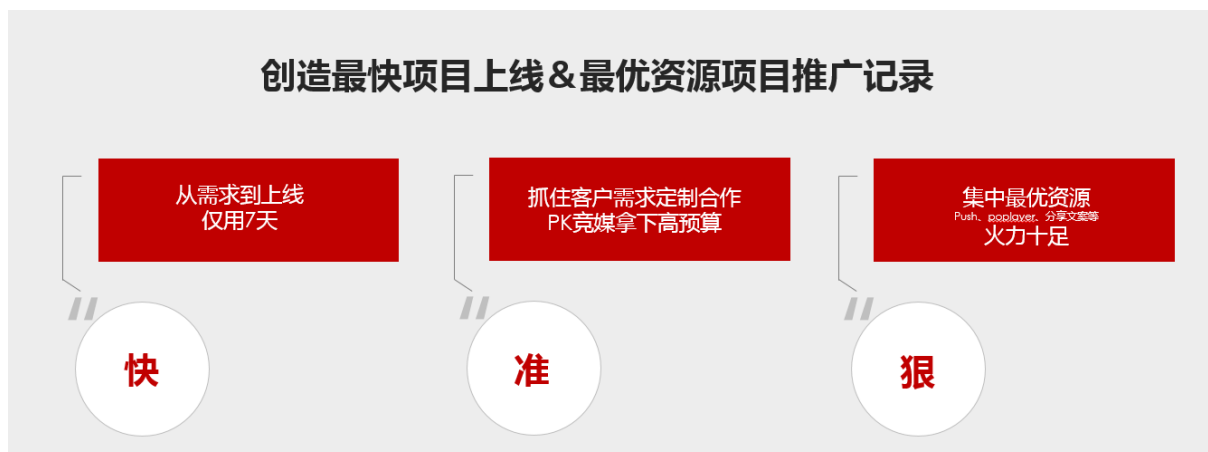 创造最快项目上线＆最优资源项目推广记录
从需求到上线
仅用7天
快
抓住客户需求定制合作
PK竞媒拿下高预算
准
集中最优资源
Push、poplayer、分享文案等
火力十足
狠